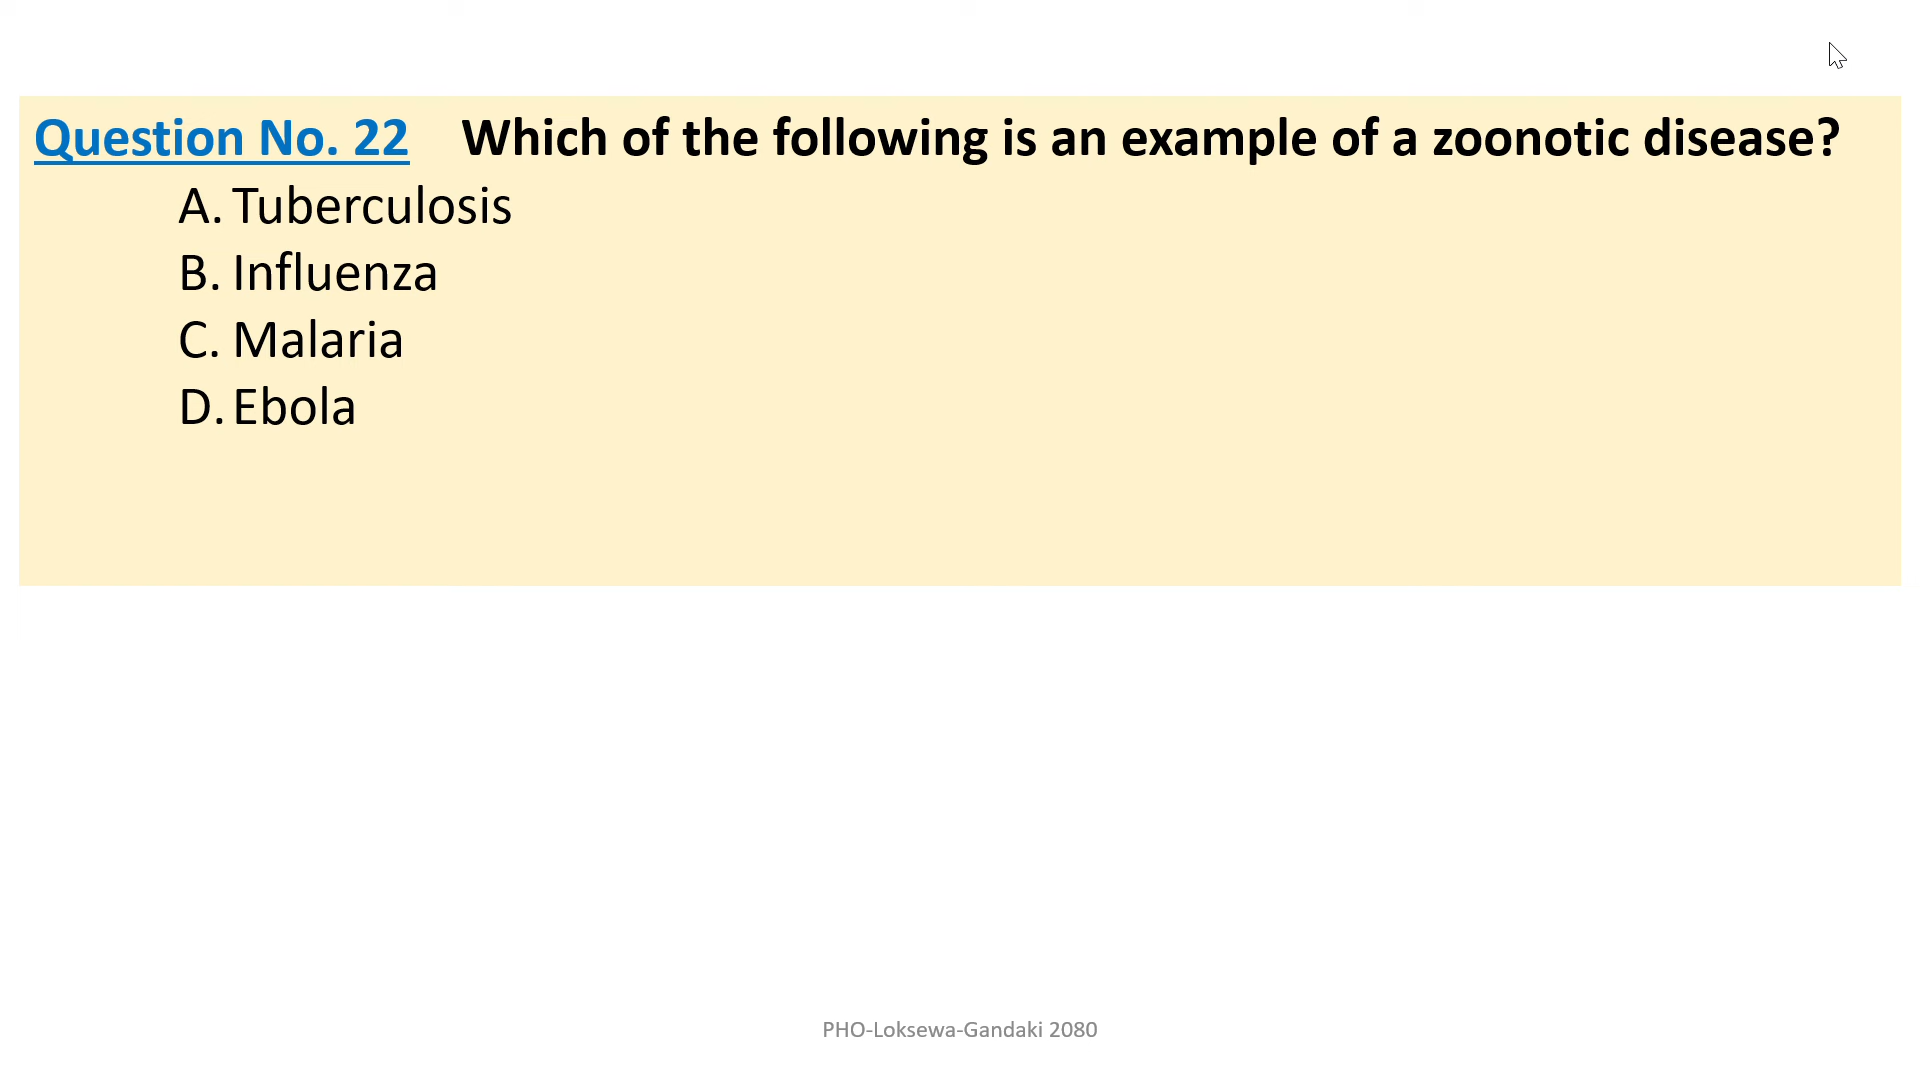 Question No. 22 Which of the following is an example of a zoonotic disease?
A. Tuberculosis
B. Influenza
C. Malaria
D. Ebola
PHO-Loksewa-Gandaki 2080